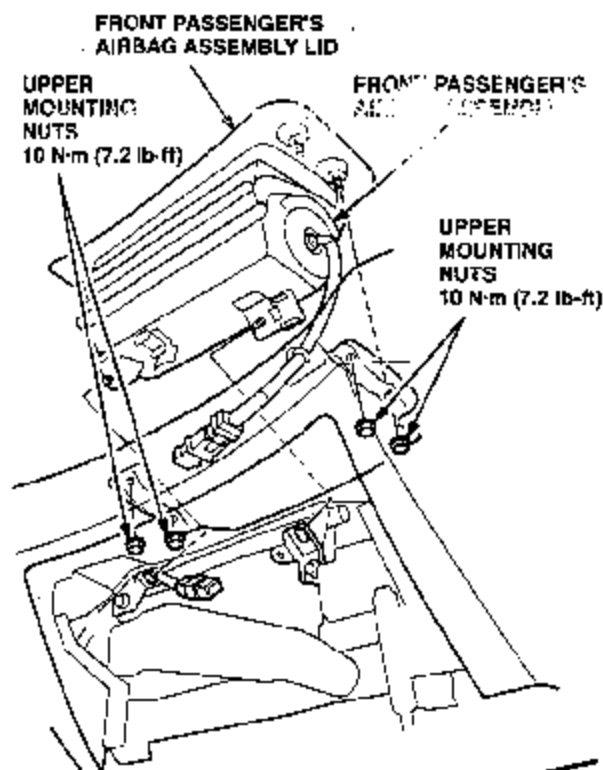 FRONT PASSENGER'S
AIRBAG ASSEMBLY LID
UPPER
MOUNTING
NUTS
10 N·m (7.2 lb-ft)
FRONT PASSENGER'S
UPPER
MOUNTING
NUTS
10 N·m (7.2 lb-ft)